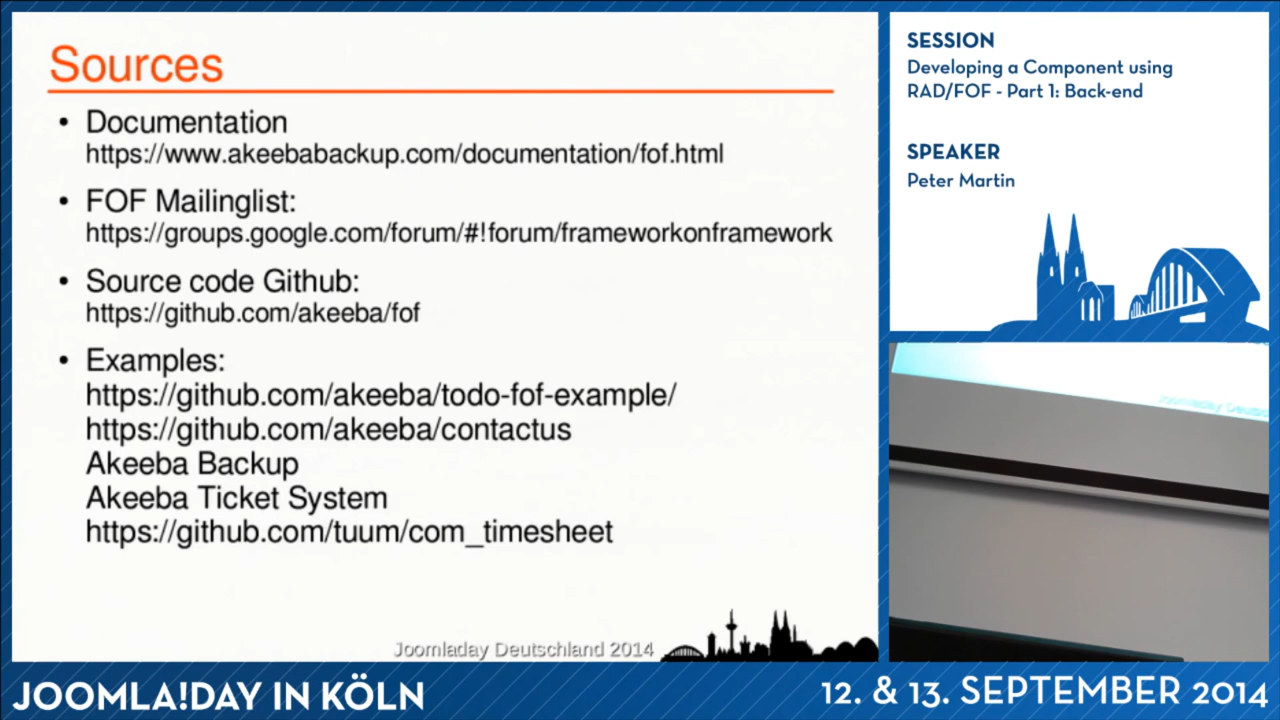 Sources
• Documentation
https://www.akeebabackup.com/documentation/fof.html
• FOF Mailinglist:
https://groups.google.com/forum/#!forum/frameworkonframework
• Source code Github:
https://github.com/akeeba/fof
• Examples:
https://github.com/akeeba/todo-fof-example/
https://github.com/akeeba/contactus
Akeeba Backup
Akeeba Ticket System
https://github.com/tuum/com_timesheet
Joomladay Deutschland 2014
SESSION
Developing a Component using
RAD/FOF - Part 1: Back-end
SPEAKER
Peter Martin
JOOMLA!DAY IN KÖLN
12. & 13. SEPTEMBER 2014